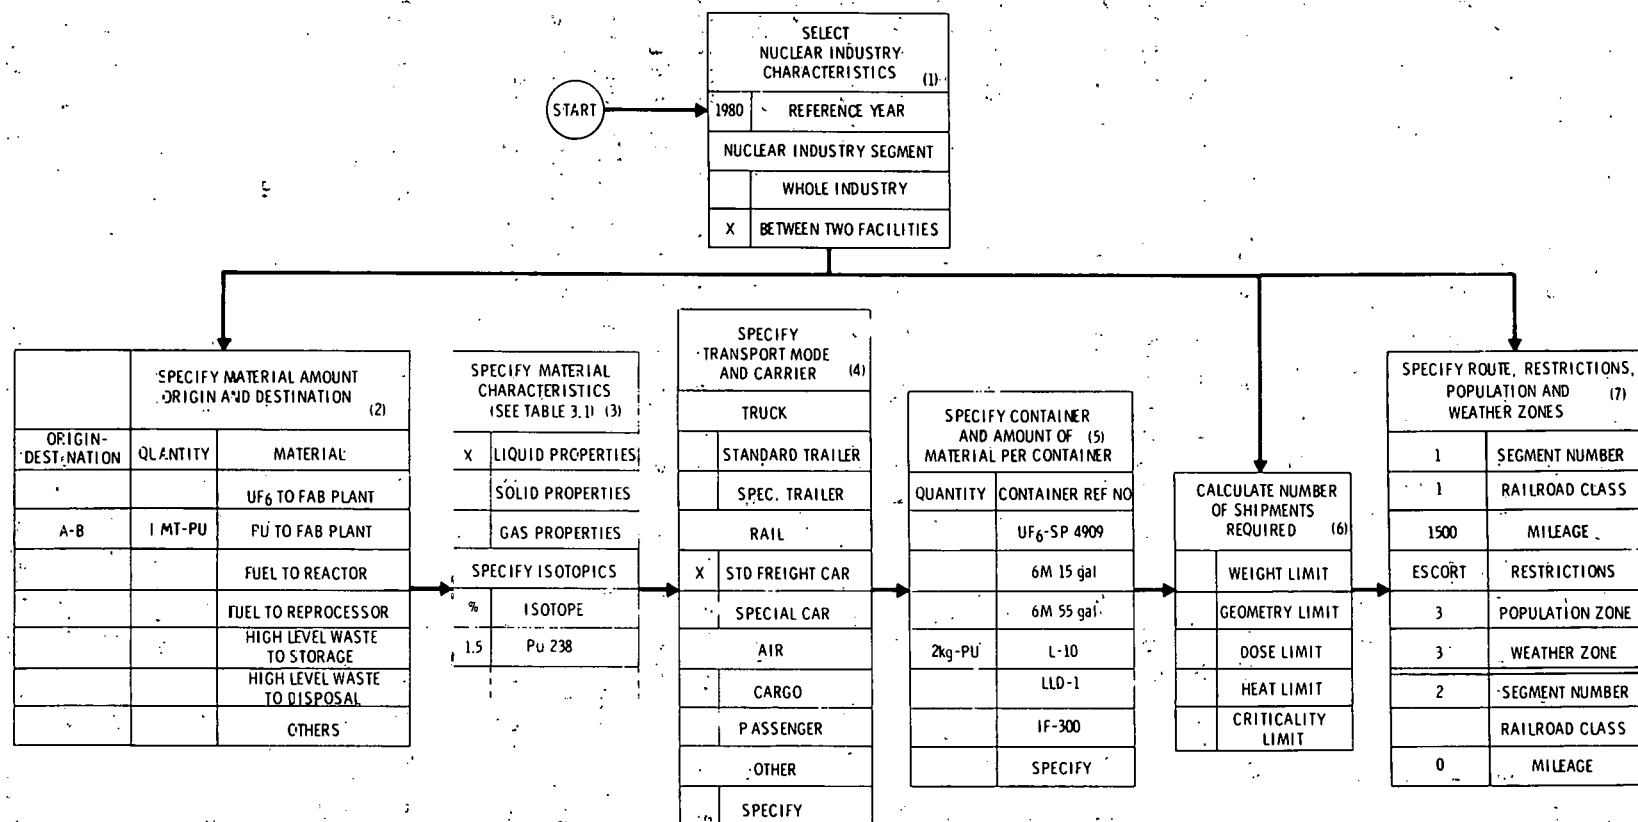 SELECT
NUCLEAR INDUSTRY
CHARACTERISTICS (1)
START
1980 REFERENCE YEAR
NUCLEAR INDUSTRY SEGMENT
WHOLE INDUSTRY
X BETWEEN TWO FACILITIES
SPECIFY MATERIAL AMOUNT
ORIGIN AND DESTINATION (2)
ORIGIN-
DESTINATION QUANTITY MATERIAL
UF6 TO FAB PLANT
A-B 1 MT-PU PU TO FAB PLANT
FUEL TO REACTOR
FUEL TO REPROCESSOR
HIGH LEVEL WASTE
TO STORAGE
HIGH LEVEL WASTE
TO DISPOSAL
OTHERS
SPECIFY MATERIAL
CHARACTERISTICS
(SEE TABLE 3.1) (3)
X LIQUID PROPERTIES
SOLID PROPERTIES
GAS PROPERTIES
SPECIFY ISOTOPICS
% ISOTOPE
1.5 Pu 238
SPECIFY
TRANSPORT MODE
AND CARRIER (4)
TRUCK
STANDARD TRAILER
SPEC. TRAILER
RAIL
X STD FREIGHT CAR
SPECIAL CAR
AIR
CARGO
PASSENGER
OTHER
SPECIFY
SPECIFY CONTAINER
AND AMOUNT OF (5)
MATERIAL PER CONTAINER
QUANTITY CONTAINER REF NO
UF6-SP 4909
6M 15 gal
6M 55 gal
2kg-PU L-10
LLD-1
IF-300
SPECIFY
CALCULATE NUMBER
OF SHIPMENTS
REQUIRED (6)
WEIGHT LIMIT
GEOMETRY LIMIT
DOSE LIMIT
HEAT LIMIT
CRITICALITY
LIMIT
SPECIFY ROUTE, RESTRICTIONS,
POPULATION AND (7)
WEATHER ZONES
1 SEGMENT NUMBER
1 RAILROAD CLASS
1500 MILEAGE
ESCORT RESTRICTIONS
3 POPULATION ZONE
3 WEATHER ZONE
2 SEGMENT NUMBER
RAILROAD CLASS
0 MILEAGE